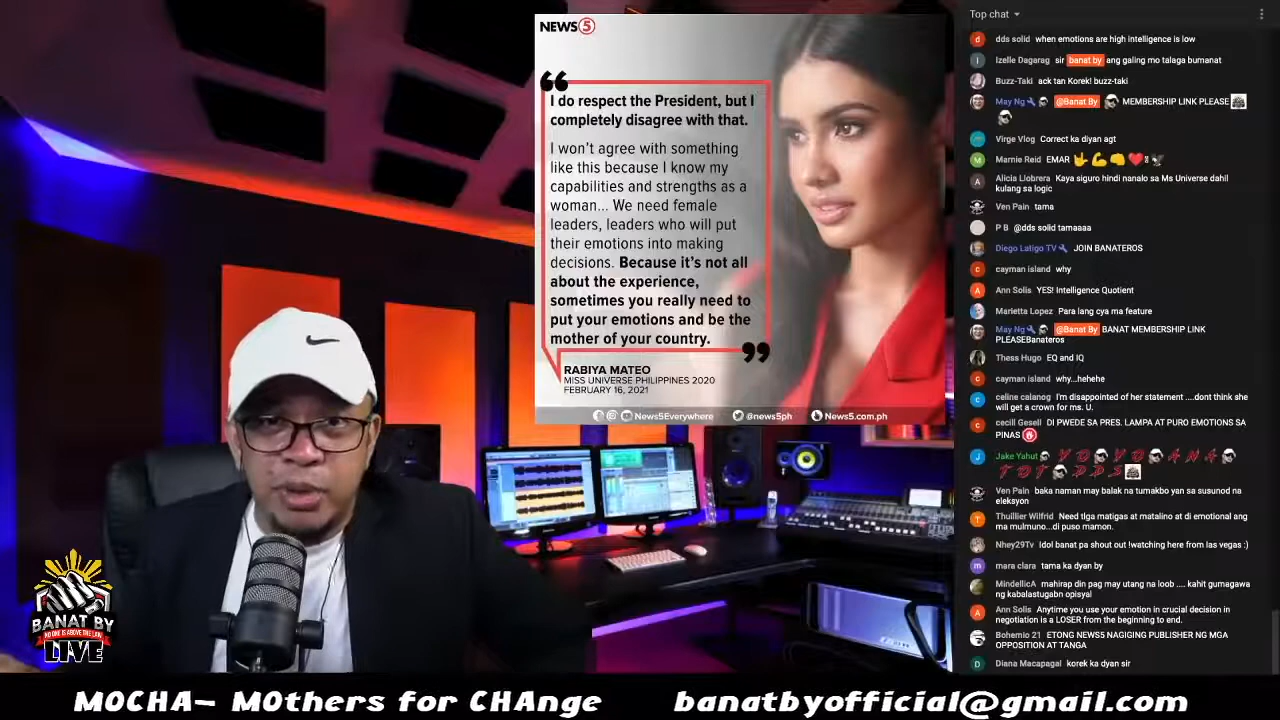 NEWS5
I do respect the President, but I
completely disagree with that.
I won't agree with something
like this because I know my
capabilities and strengths as a
woman... We need female
leaders, leaders who will put
their emotions into making
decisions. Because it's not all
about the experience,
sometimes you really need to
put your emotions and be the
mother of your country.
RABIYA MATEO
MISS UNIVERSE PHILIPPINES 2020
FEBRUARY 16, 2021
News5Everywhere @news5ph News5.com.ph
BANAT BY
NO ONE IS ABOVE THE LAW
LIVE
Top chat
dds solid when emotions are high intelligence is low
Izelle Dagarag sir banat by ang galing mo talaga bumanat
Buzz-Taki ack tan Korek! buzz-taki
May Ng @Banat By MEMBERSHIP LINK PLEASE
Virge Vlog Correct ka diyan agt
Marnie Reid EMAR
Alicia Llobrera Kaya siguro hindi nanalo sa Ms Universe dahil
kulang sa logic
Ven Pain tama
P B @dds solid tamaaaa
Diego Latigo TV JOIN BANATEROS
cayman island why
Ann Solis YES! Intelligence Quotient
Marietta Lopez Para lang cya ma feature
May Ng @Banat By BANAT MEMBERSHIP LINK
PLEASEBanateros
Thess Hugo EQ and IQ
cayman island why...hehehe
celine calanog I'm disappointed of her statement ....dont think she
will get a crown for ms. U.
cecill Geseli DI PWEDE SA PRES. LAMPA AT PURO EMOTIONS SA
PINAS
Jake Yahut Y O Y O A N A
T O T D D S
Ven Pain baka naman may balak na tumakbo yan sa susunod na
eleksyon
Thuillier Wilfrid Need tlga matigas at matalino at di emotional ang
ma mulmuno...di puso mamon.
Nhey29Tv Idol banat pa shout out !watching here from las vegas :)
mara clara tama ka dyan by
MindellicA mahirap din pag may utang na loob .... kahit gumagawa
ng kabalastugabn opisyal
Ann Solis Anytime you use your emotion in crucial decision in
negotiation is a LOSER from the beginning to end.
Bohemio 21 ETONG NEWS5 NAGIGING PUBLISHER NG MGA
OPPOSITION AT TANGA
Diana Macapagal korek ka dyan sir
MOCHA- MOthers for CHAnge banatbyofficial@gmail.com